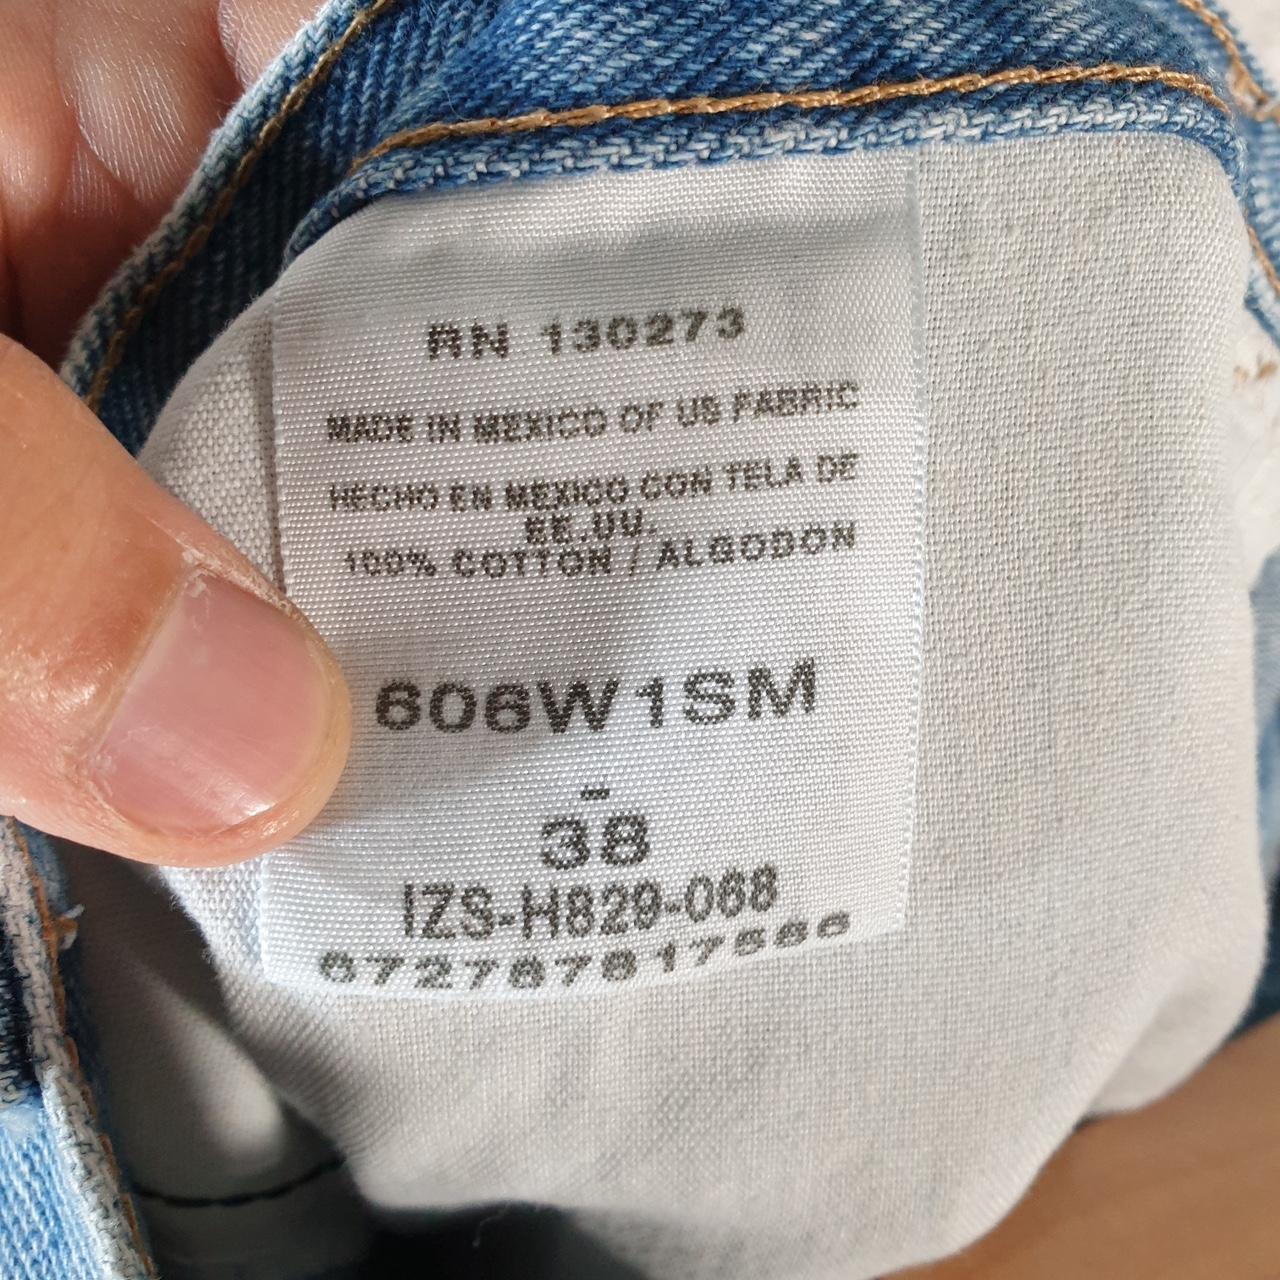 RN 130273
MADE IN MEXICO OF US FABRIC
HECHO EN MEXICO CON TELA DE
EE.UU.
100% COTTON / ALGODON
606W1SM
-
38
IZS-H829-068